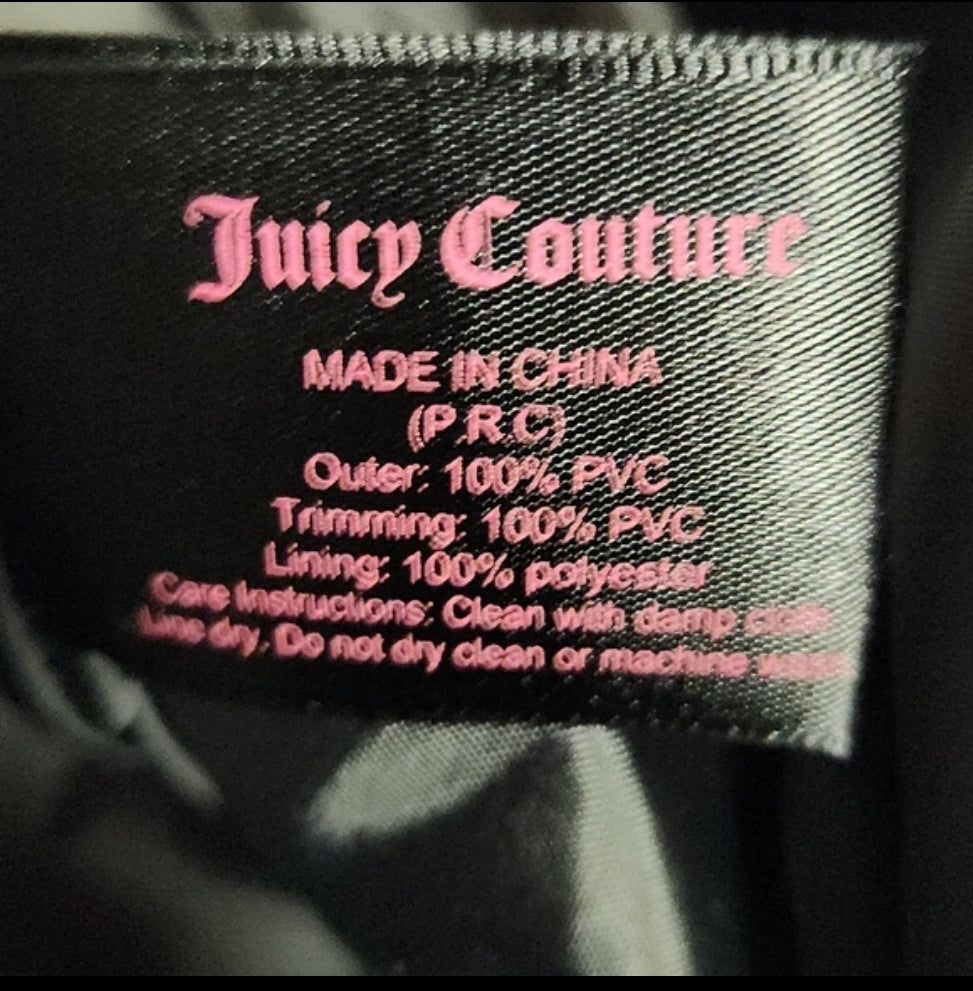 Juicy Couture
MADE IN CHINA
(P.R.C)
Outer: 100% PVC
Trimming: 100% PVC
Lining: 100% polyester
Care Instructions: Clean with damp cloth
Line dry. Do not dry clean or machine wash